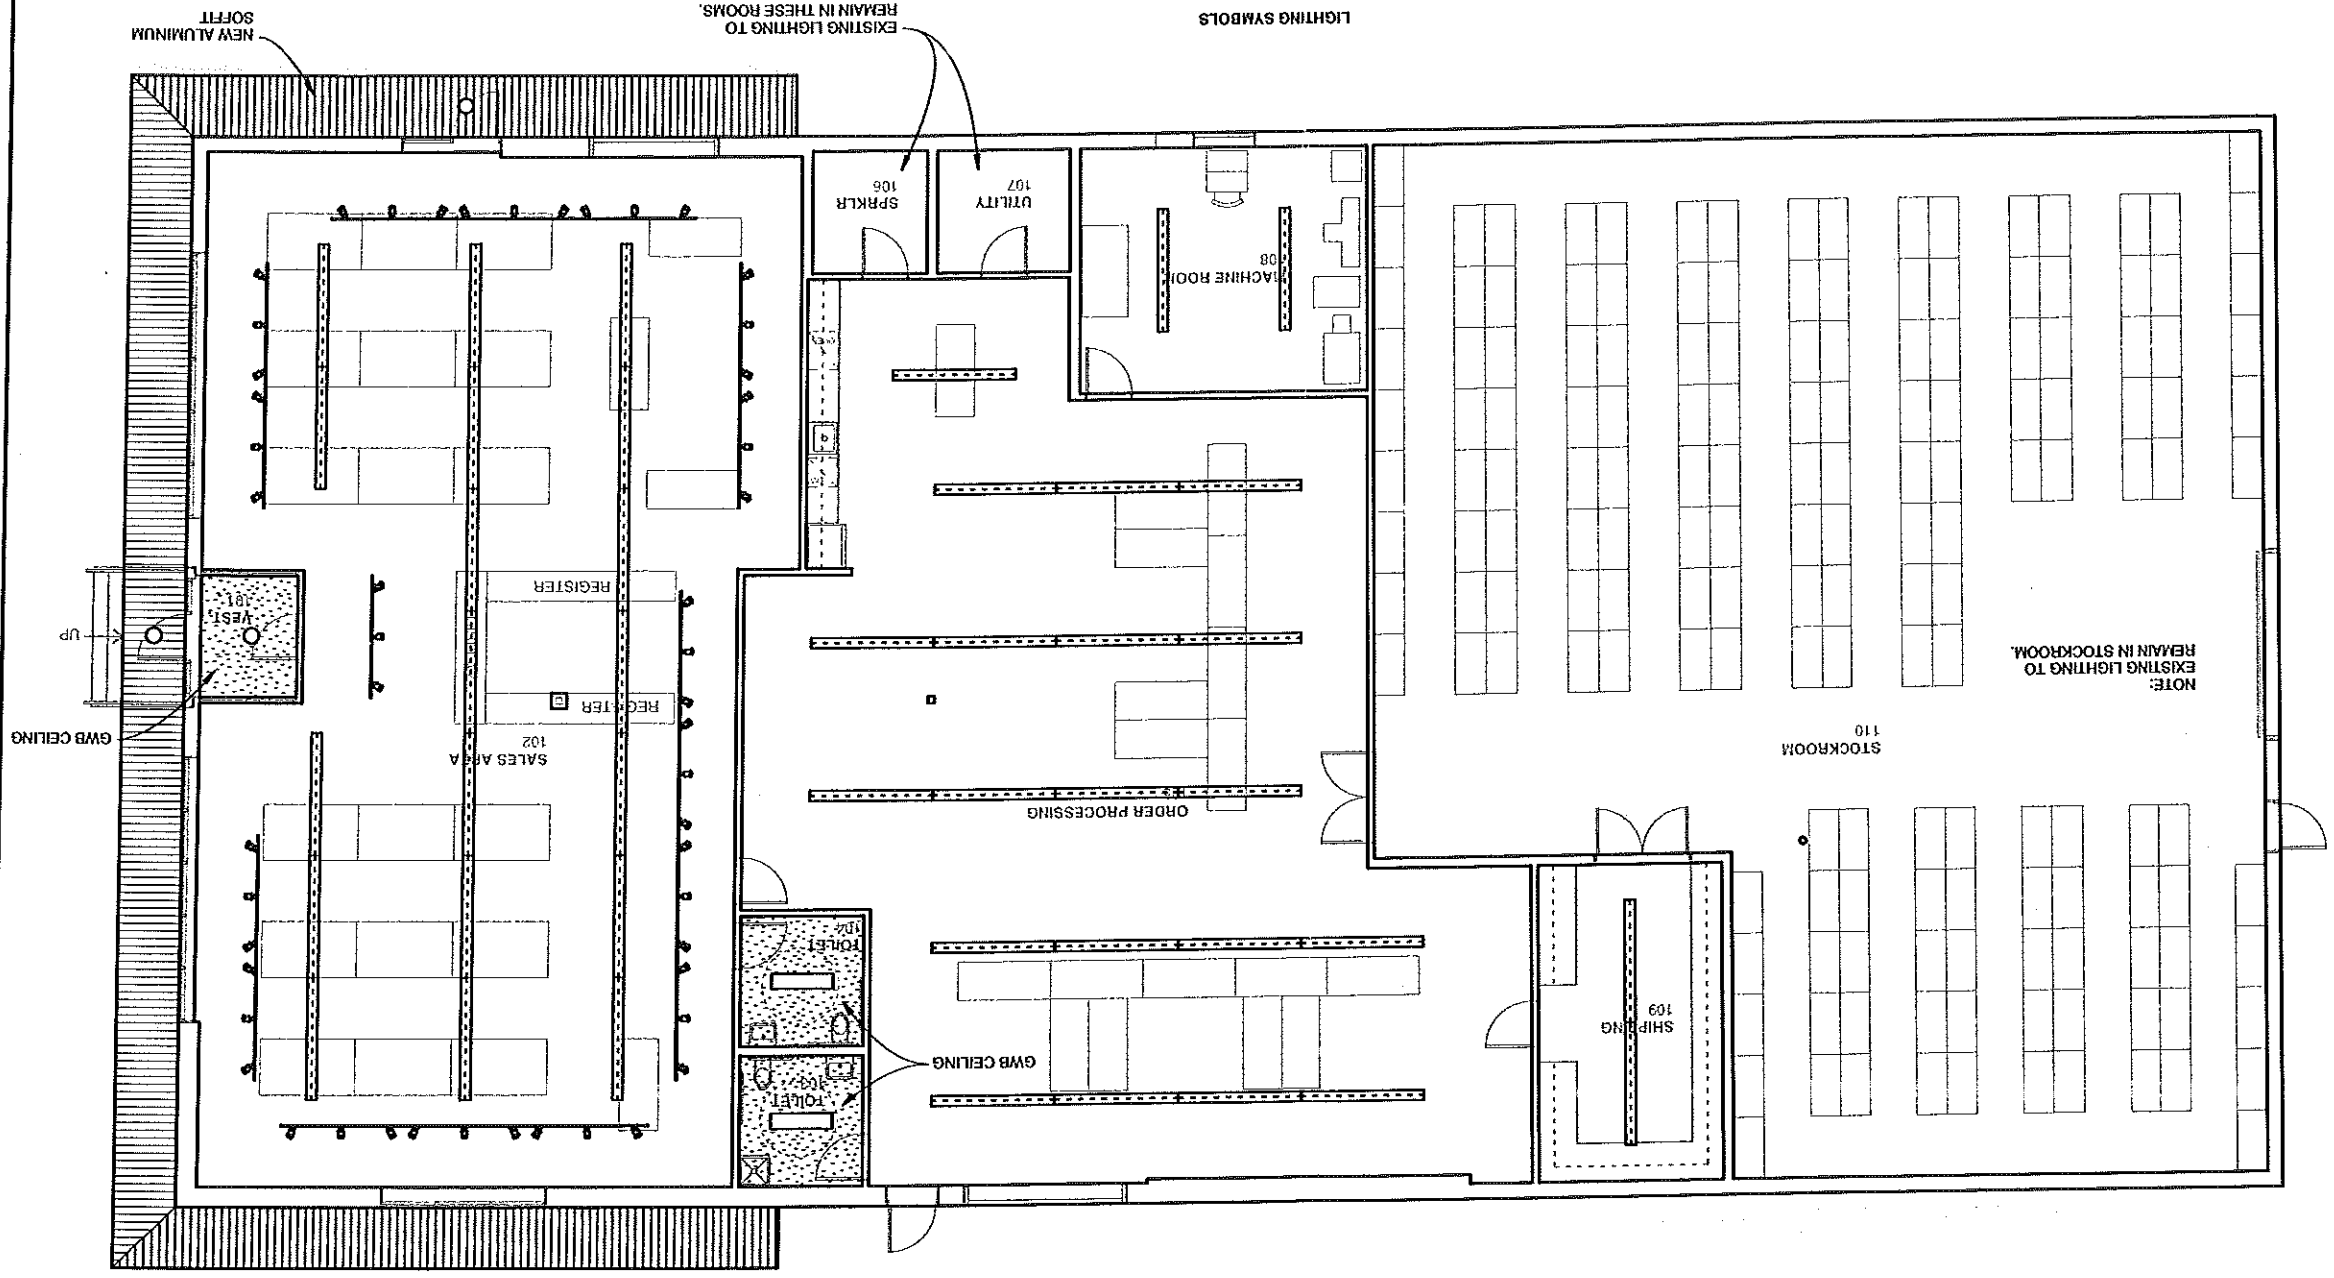 TOILET
103
GWB CEILING
SHIPPING
109
TOILET
104
ORDER PROCESSING
STOCKROOM
110
SALES AREA
102
GWB CEILING
NOTE:
EXISTING LIGHTING TO
REMAIN IN STOCKROOM.
REGISTER
UP
VEST.
101
REGISTER
MACHINE ROOM
108
UTILITY
107
SPRKLR
106
NEW ALUMINUM
SOFFIT
EXISTING LIGHTING TO
REMAIN IN THESE ROOMS.
LIGHTING SYMBOLS